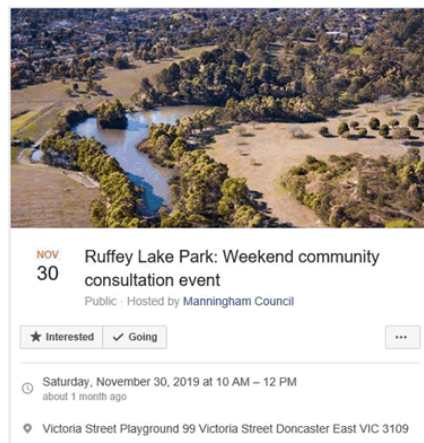 NOV
30
Ruffey Lake Park: Weekend community
consultation event
Public · Hosted by Manningham Council
Interested
Going
...
Saturday, November 30, 2019 at 10 AM – 12 PM
about 1 month ago
Victoria Street Playground 99 Victoria Street Doncaster East VIC 3109